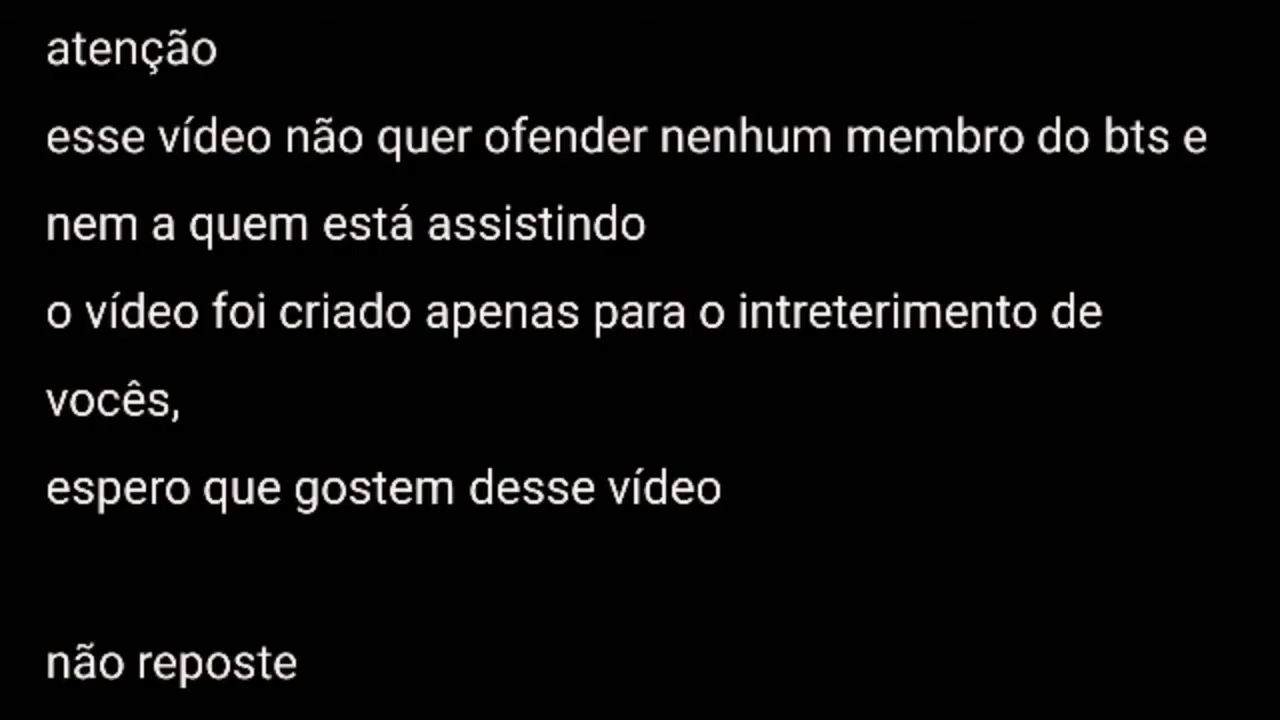 atenção
esse vídeo não quer ofender nenhum membro do bts e
nem a quem está assistindo
o vídeo foi criado apenas para o intreterimento de
vocês,
espero que gostem desse vídeo
não reposte